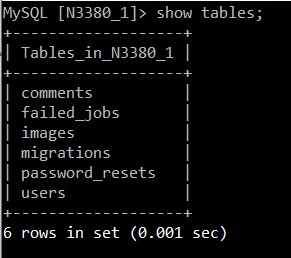 MySQL [N3380_1]> show tables;
+-------------------+
| Tables_in_N3380_1 |
+-------------------+
| comments          |
| failed_jobs       |
| images            |
| migrations        |
| password_resets   |
| users             |
+-------------------+
6 rows in set (0.001 sec)